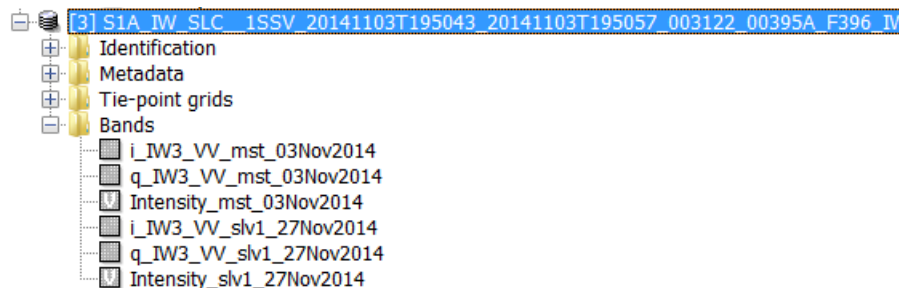 [3] S1A_IW_SLC__1SSV_20141103T195043_20141103T195057_003122_00395A_F396_IW
Identification
Metadata
Tie-point grids
Bands
i_IW3_VV_mst_03Nov2014
q_IW3_VV_mst_03Nov2014
Intensity_mst_03Nov2014
i_IW3_VV_slv1_27Nov2014
q_IW3_VV_slv1_27Nov2014
Intensity_slv1_27Nov2014